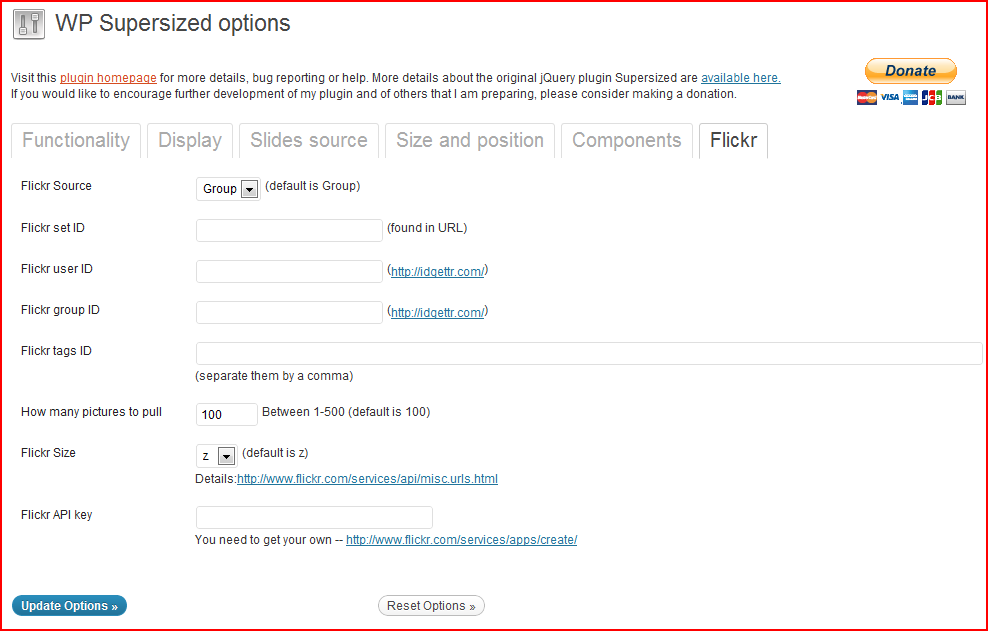 WP Supersized options
Visit this plugin homepage for more details, bug reporting or help. More details about the original jQuery plugin Supersized are available here.
If you would like to encourage further development of my plugin and of others that I am preparing, please consider making a donation.
Donate
VISA JCB BANK
Functionality Display Slides source Size and position Components Flickr
Flickr Source Group (default is Group)
Flickr set ID (found in URL)
Flickr user ID (http://idgettr.com/)
Flickr group ID (http://idgettr.com/)
Flickr tags ID
(separate them by a comma)
How many pictures to pull 100 Between 1-500 (default is 100)
Flickr Size z (default is z)
Details:http://www.flickr.com/services/api/misc.urls.html
Flickr API key
You need to get your own -- http://www.flickr.com/services/apps/create/
Update Options » Reset Options »